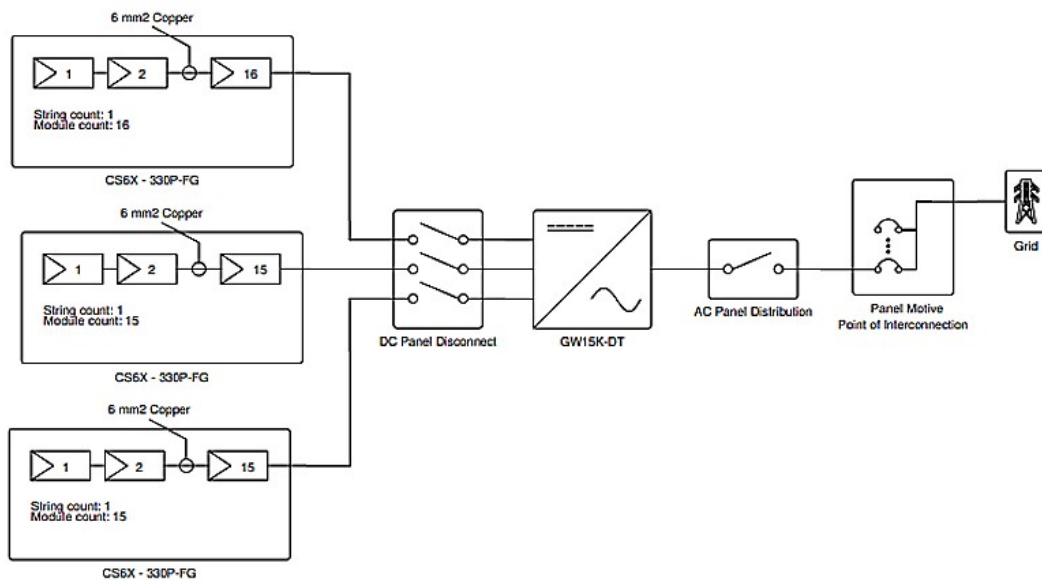 6 mm2 Copper
1
2
16
String count: 1
Module count: 16
CS6X - 330P-FG
6 mm2 Copper
1
2
15
String count: 1
Module count: 15
CS6X - 330P-FG
6 mm2 Copper
1
2
15
String count: 1
Module count: 15
CS6X - 330P-FG
DC Panel Disconnect
GW15K-DT
AC Panel Distribution
Panel Motive
Point of Interconnection
Grid